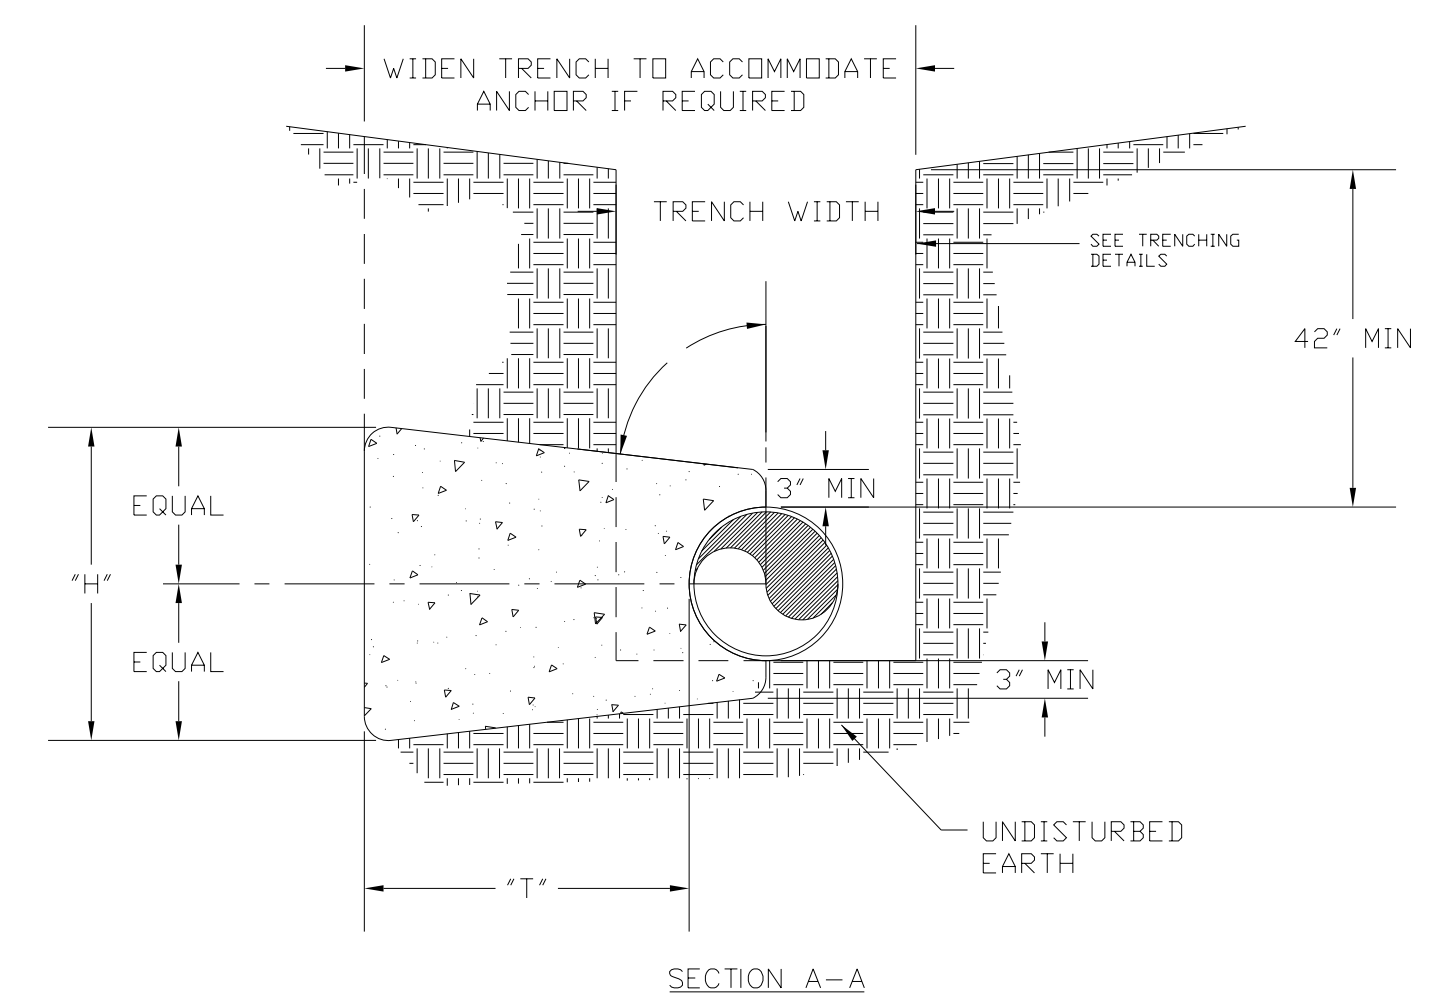 WIDEN TRENCH TO ACCOMMODATE
ANCHOR IF REQUIRED
TRENCH WIDTH
SEE TRENCHING
DETAILS
42" MIN
3" MIN
EQUAL
"H"
EQUAL
3" MIN
UNDISTURBED
EARTH
"T"
SECTION A-A